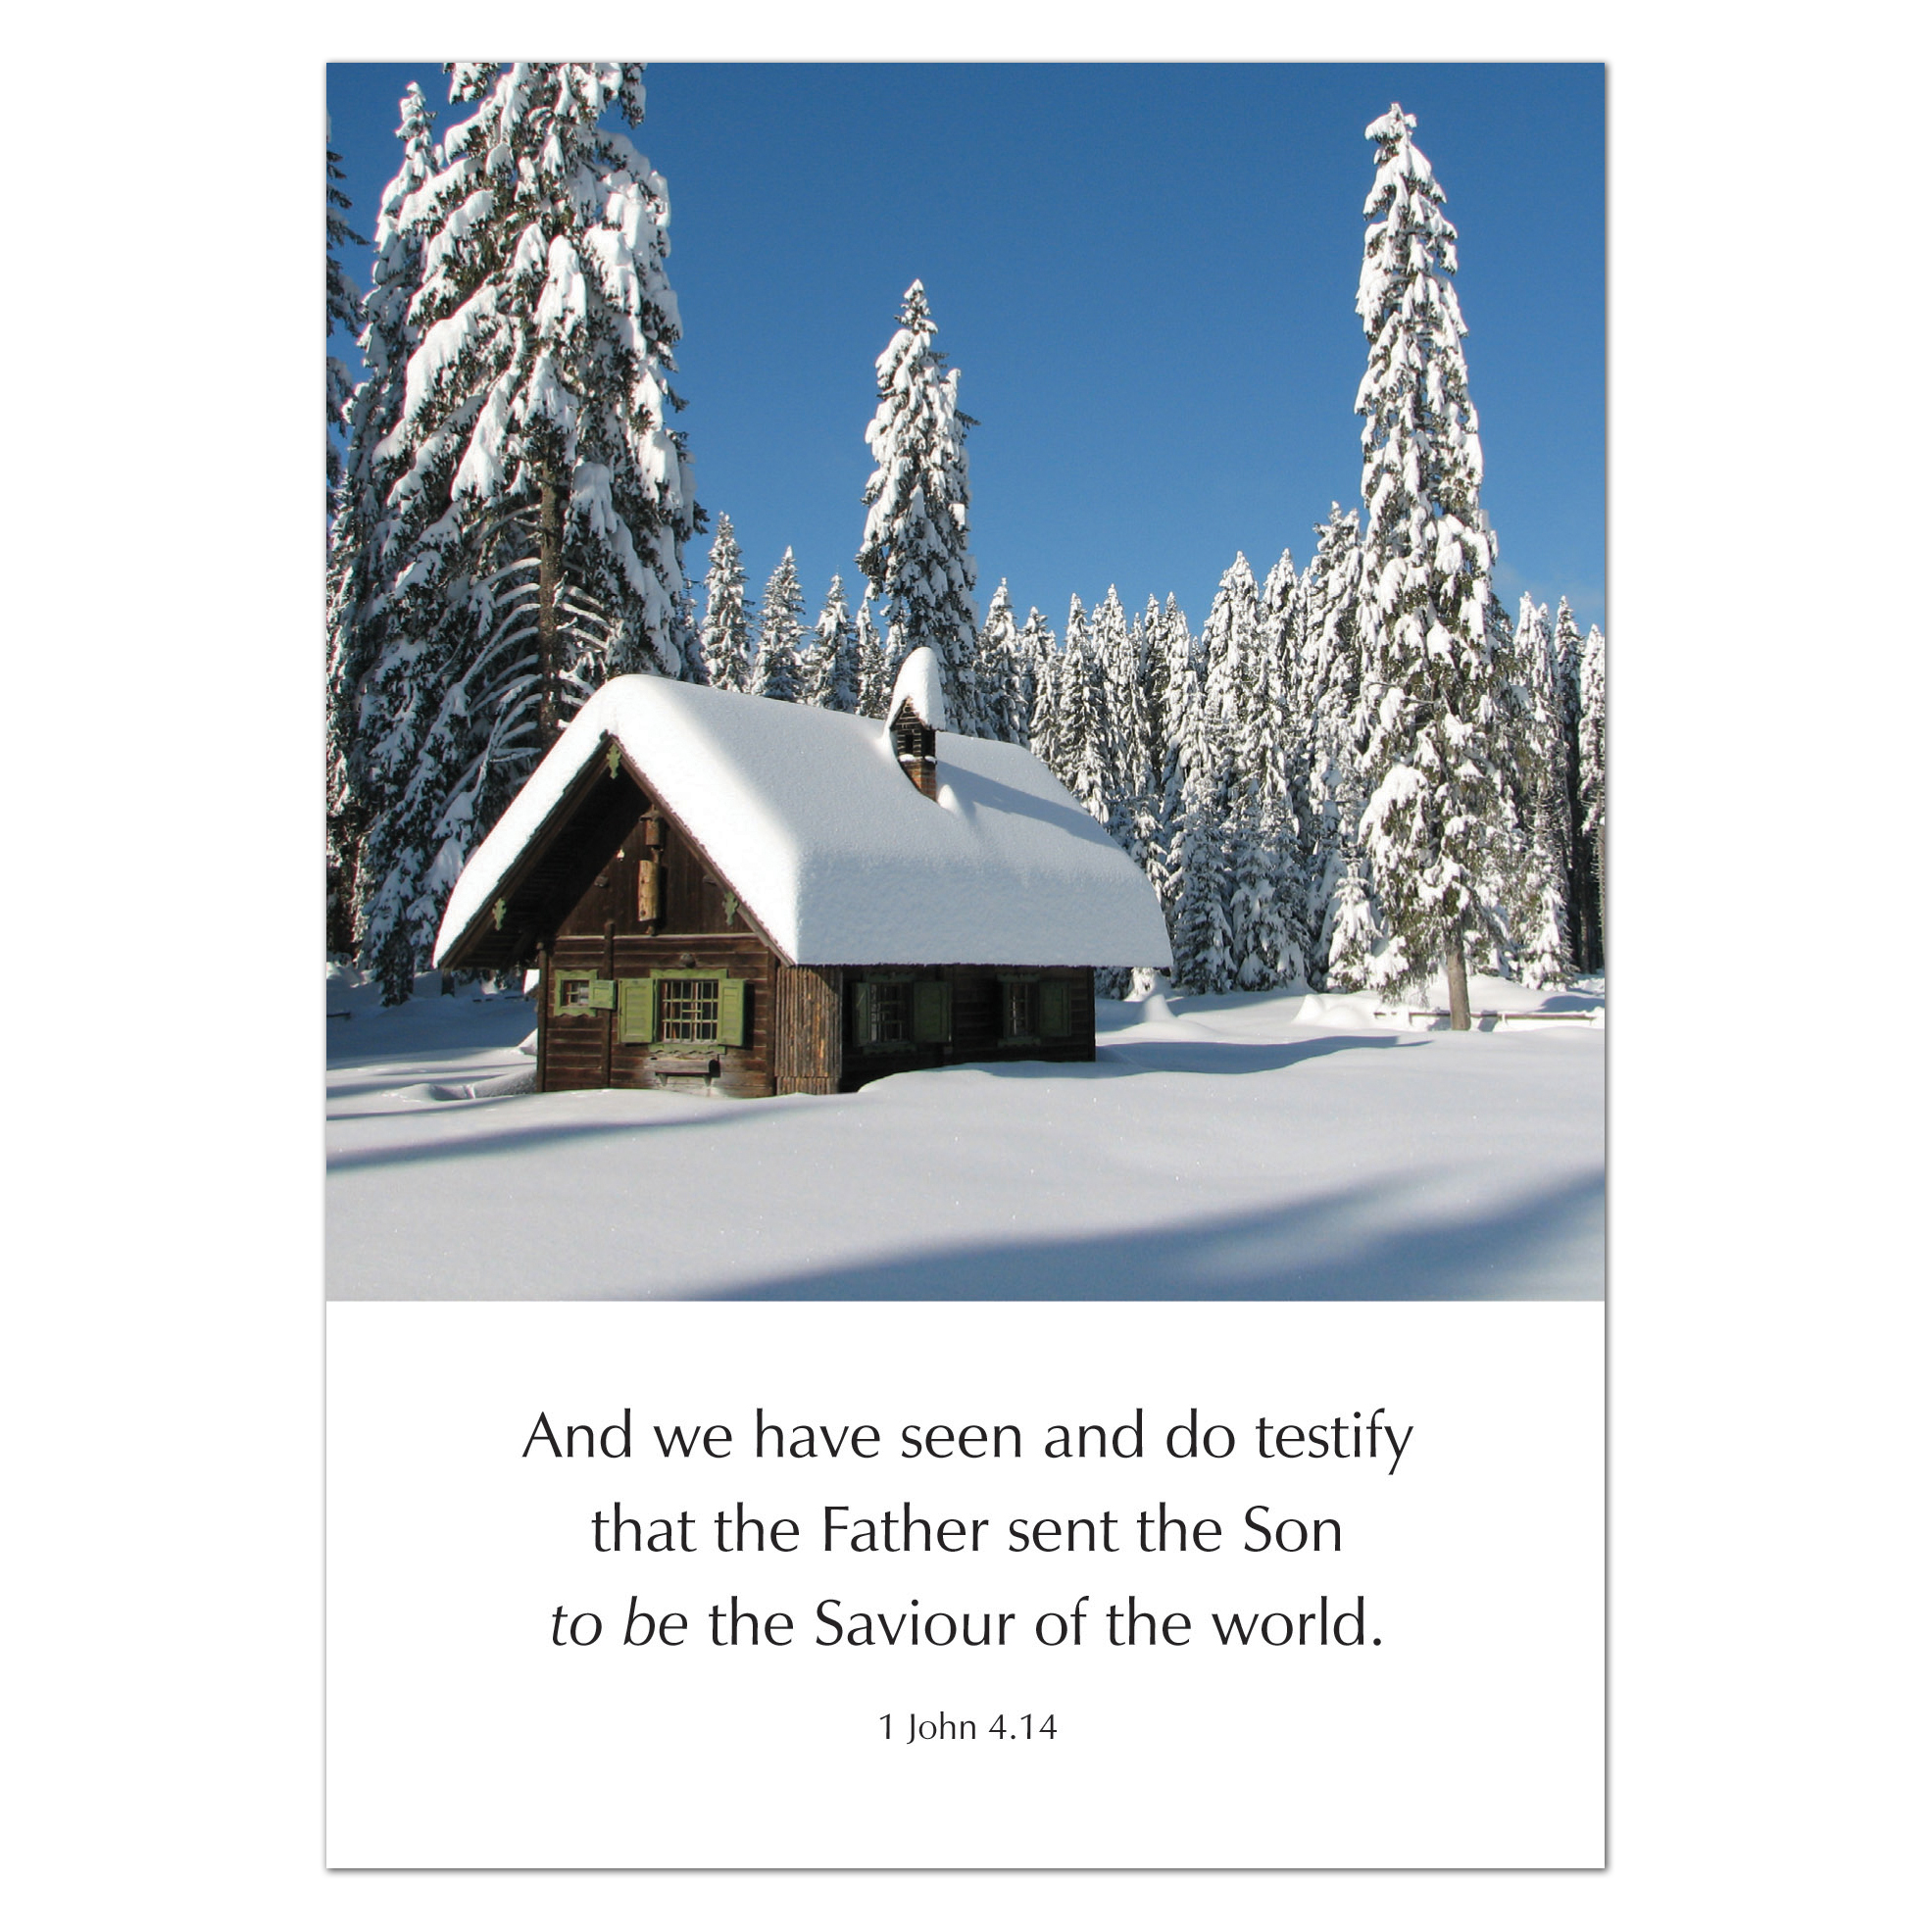 And we have seen and do testify
that the Father sent the Son
to be the Saviour of the world.
1 John 4.14